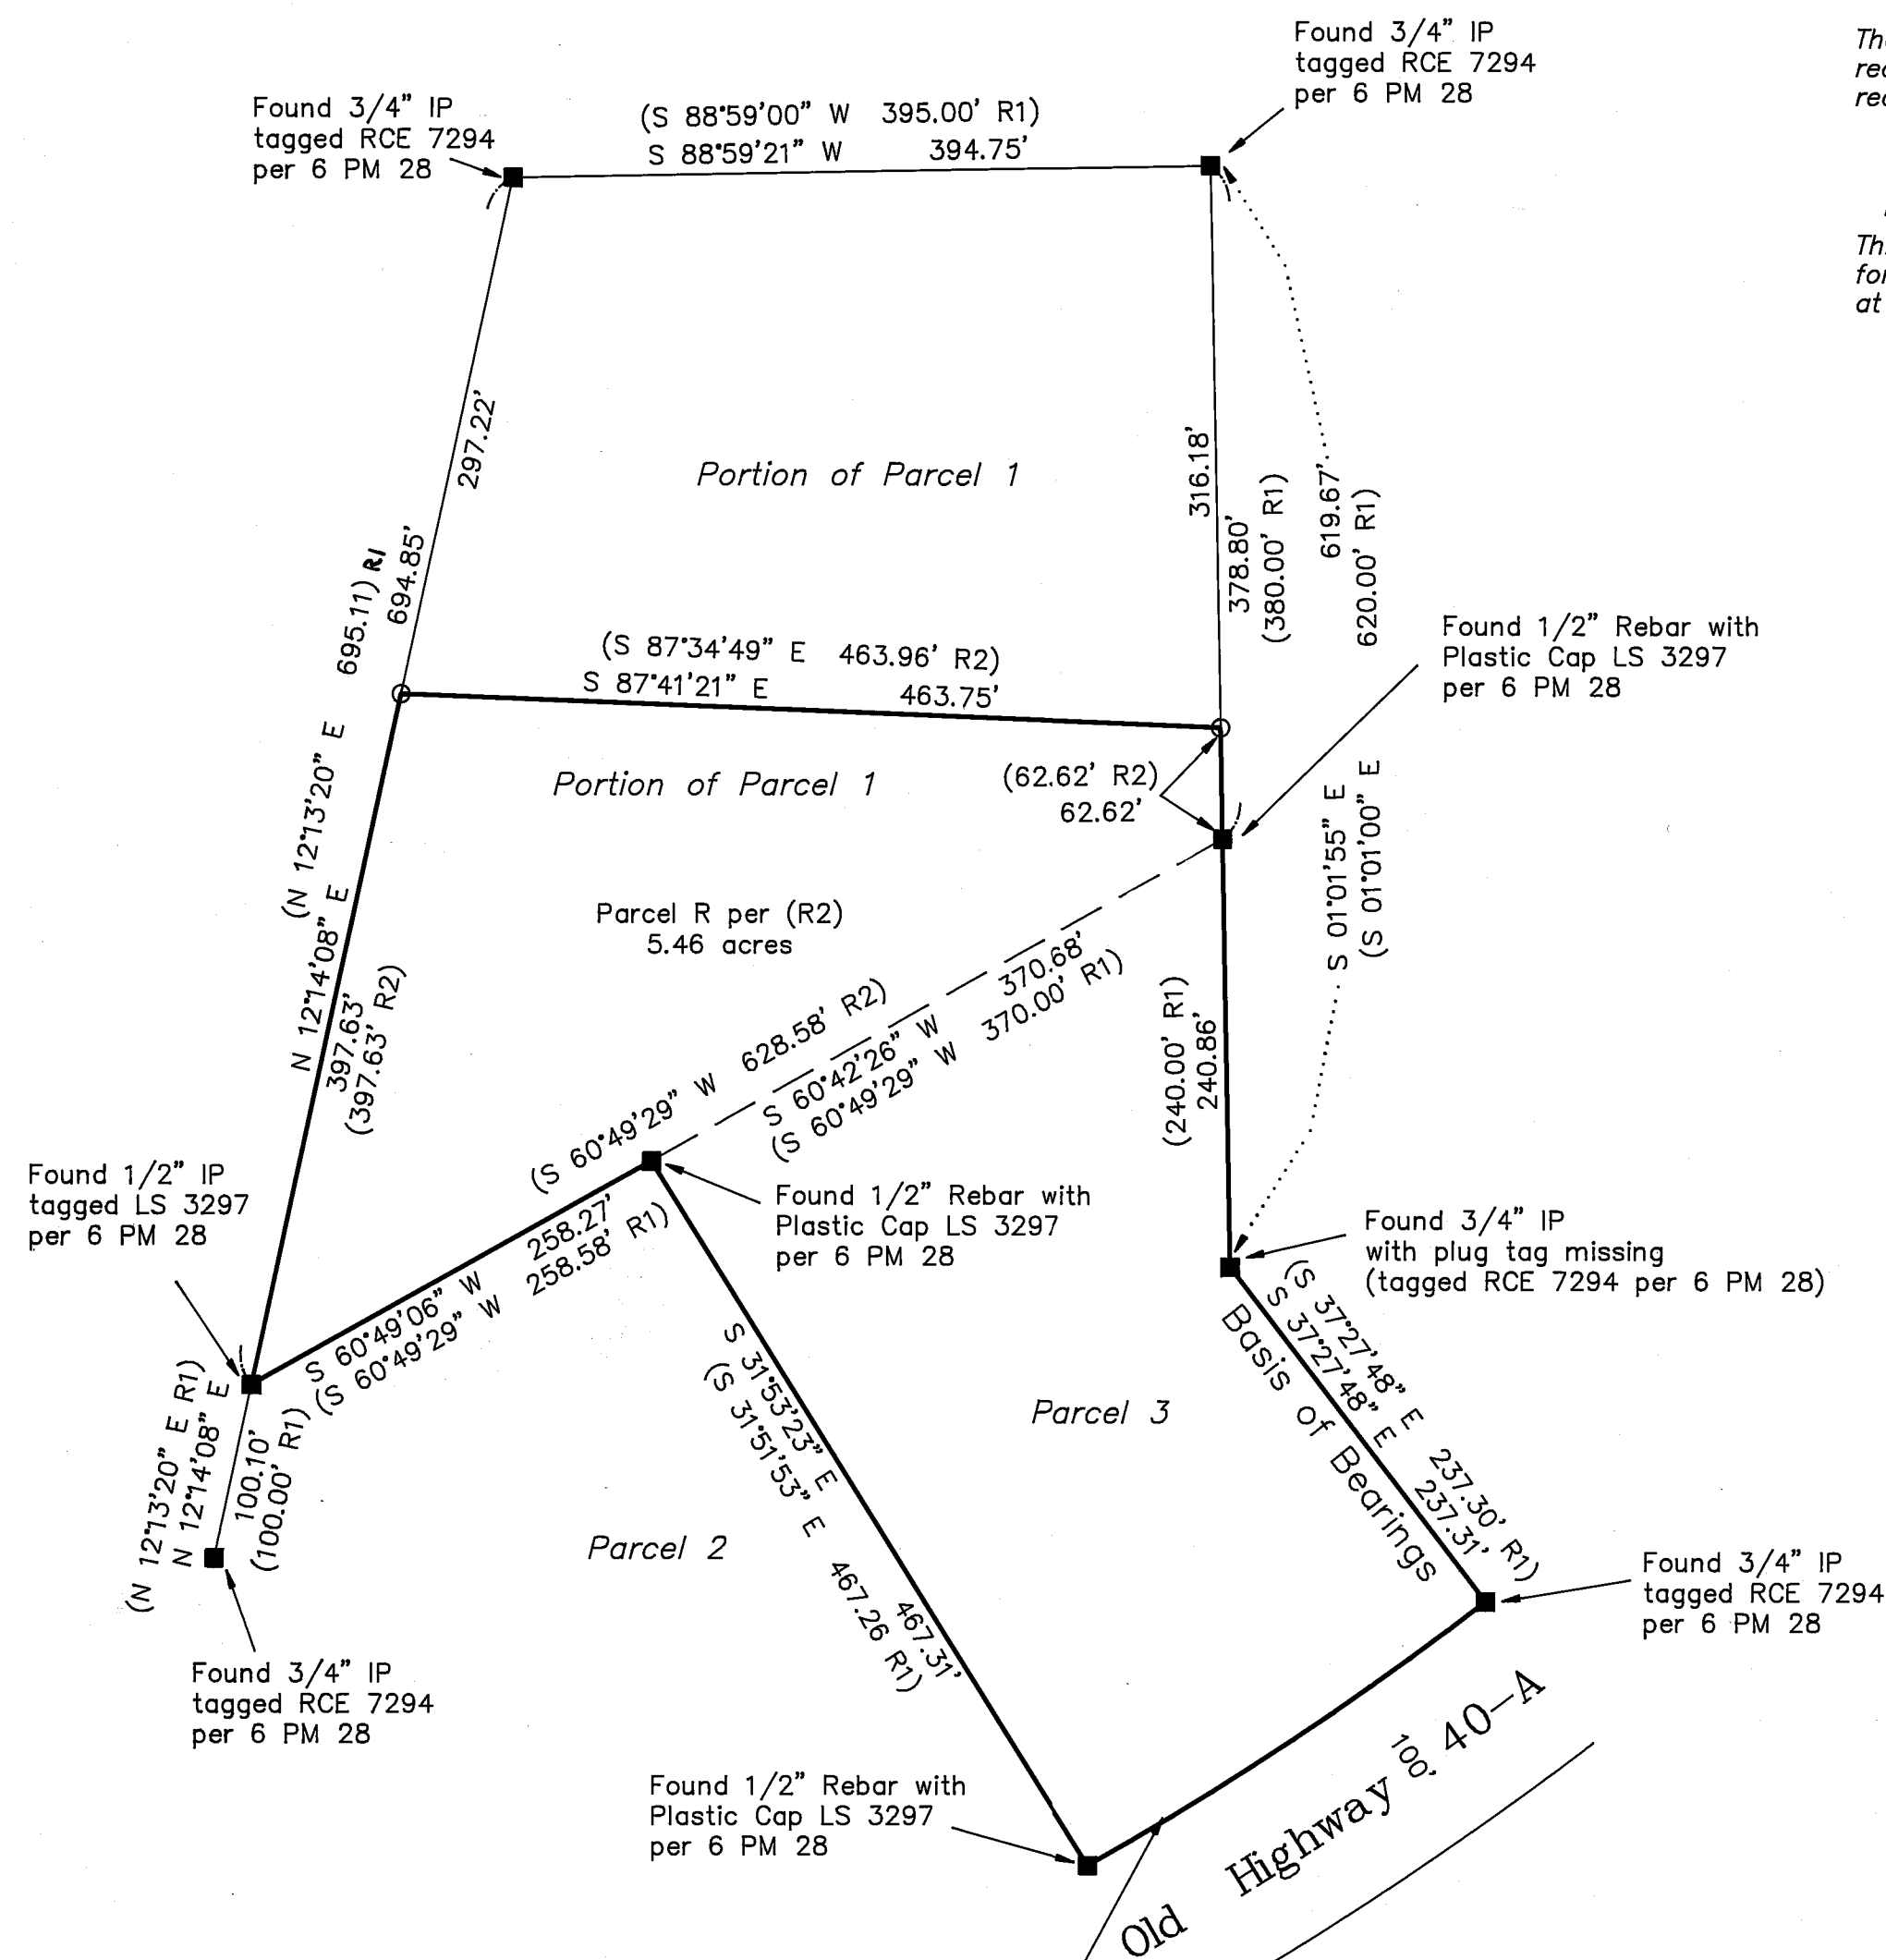 Found 3/4" IP
tagged RCE 7294
per 6 PM 28
Found 3/4" IP
tagged RCE 7294
per 6 PM 28
(S 88°59'00" W 395.00' R1)
S 88°59'21" W 394.75'
297.22'
316.18'
378.80'
(380.00' R1)
619.67'
620.00' R1)
Portion of Parcel 1
695.11) R1
694.85'
(S 87°34'49" E 463.96' R2)
S 87°41'21" E 463.75'
Found 1/2" Rebar with
Plastic Cap LS 3297
per 6 PM 28
Portion of Parcel 1
(62.62' R2)
62.62'
(N 12°13'20" E
N 12°14'08" E
397.63'
(397.63' R2)
S 01°01'55" E
(S 01°01'00" E
Parcel R per (R2)
5.46 acres
(S 60°49'29" W 628.58' R2)
370.68'
S 60°42'26" W
(S 60°49'29" W 370.00' R1)
(240.00' R1)
240.86'
Found 1/2" IP
tagged LS 3297
per 6 PM 28
Found 1/2" Rebar with
Plastic Cap LS 3297
per 6 PM 28
Found 3/4" IP
with plug tag missing
(tagged RCE 7294 per 6 PM 28)
258.27'
S 60°49'06" W
(S 60°49'29" W 258.58' R1)
(S 37°27'48" E 237.30' R1)
S 37°27'48" E 237.31'
Basis of Bearings
S 31°53'23" E 467.31'
(S 31°51'53" E 467.26 R1)
Parcel 3
(N 12°13'20" E R1)
N 12°14'08" E
100.10'
(100.00' R1)
Parcel 2
Found 3/4" IP
tagged RCE 7294
per 6 PM 28
Found 3/4" IP
tagged RCE 7294
per 6 PM 28
Found 1/2" Rebar with
Plastic Cap LS 3297
per 6 PM 28
Old Highway 40-A
100'